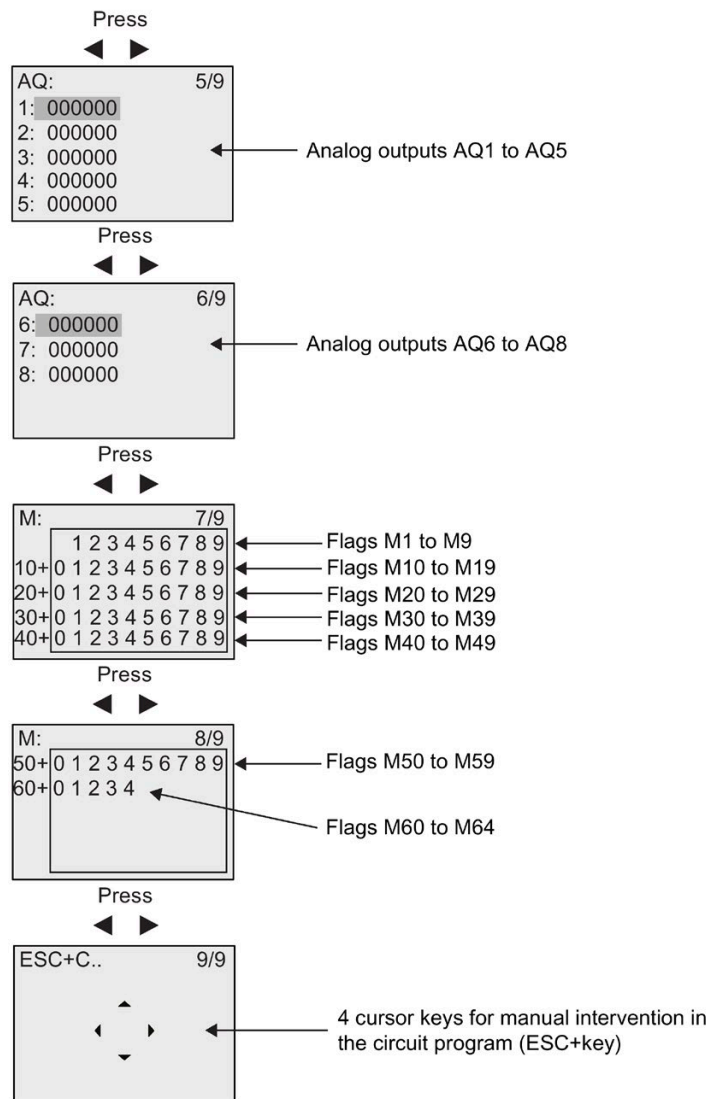 Press
AQ: 5/9
1: 000000
2: 000000
3: 000000
4: 000000
5: 000000
Analog outputs AQ1 to AQ5
Press
AQ: 6/9
6: 000000
7: 000000
8: 000000
Analog outputs AQ6 to AQ8
Press
M: 7/9
1 2 3 4 5 6 7 8 9 Flags M1 to M9
10+ 0 1 2 3 4 5 6 7 8 9 Flags M10 to M19
20+ 0 1 2 3 4 5 6 7 8 9 Flags M20 to M29
30+ 0 1 2 3 4 5 6 7 8 9 Flags M30 to M39
40+ 0 1 2 3 4 5 6 7 8 9 Flags M40 to M49
Press
M: 8/9
50+ 0 1 2 3 4 5 6 7 8 9 Flags M50 to M59
60+ 0 1 2 3 4
Flags M60 to M64
Press
ESC+C.. 9/9
4 cursor keys for manual intervention in
the circuit program (ESC+key)